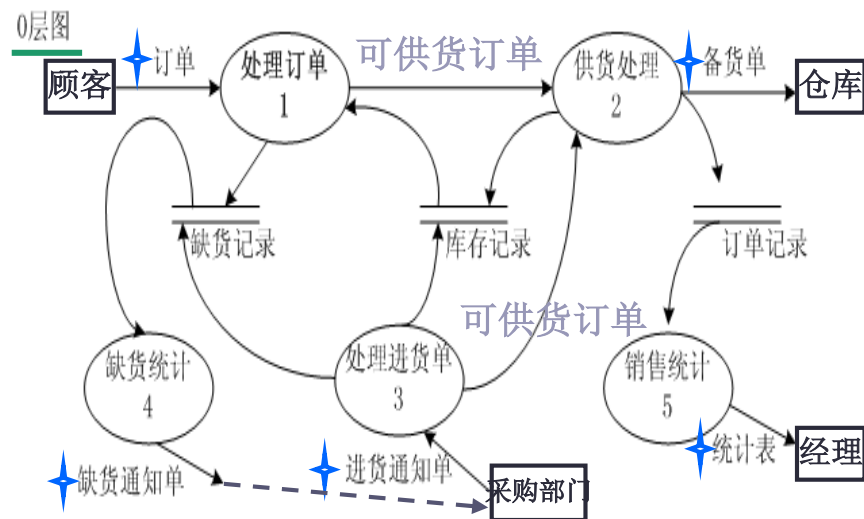 0层图
顾客
订单
处理订单
1
可供货订单
供货处理
2
备货单
仓库
缺货记录
库存记录
订单记录
可供货订单
缺货统计
4
处理进货单
3
销售统计
5
缺货通知单
进货通知单
采购部门
统计表
经理